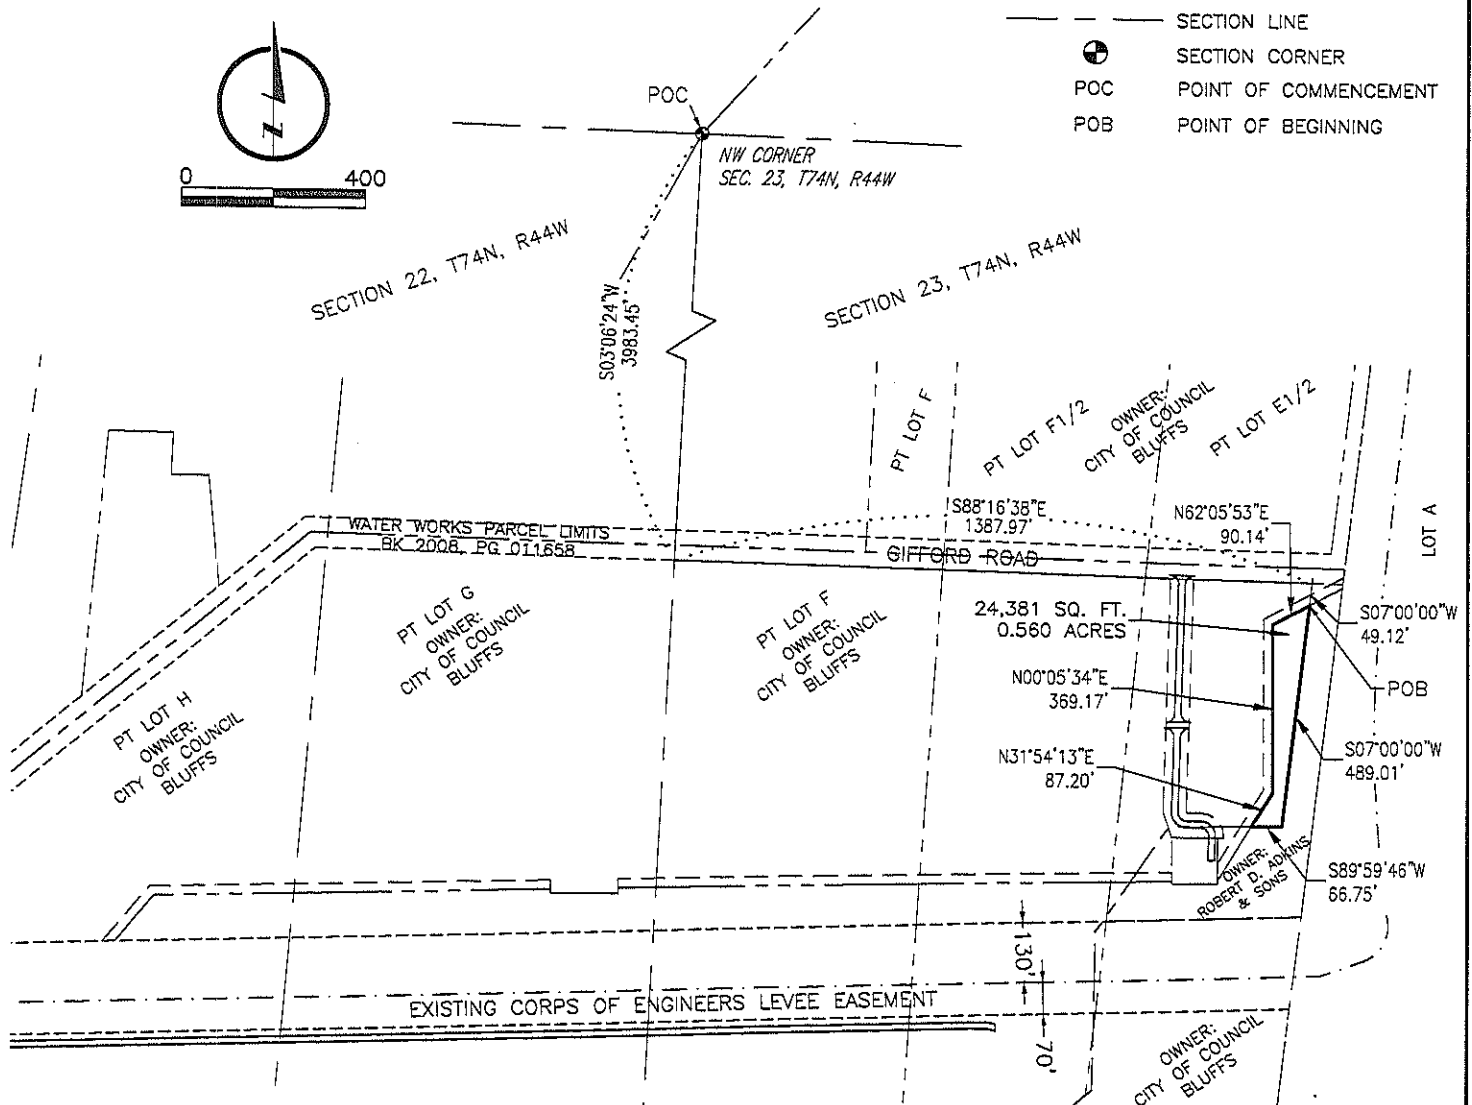 SECTION LINE
SECTION CORNER
POC POINT OF COMMENCEMENT
POB POINT OF BEGINNING
N
0 400
POC
NW CORNER
SEC. 23, T74N, R44W
SECTION 22, T74N, R44W
SECTION 23, T74N, R44W
S03°06'24"W
3983.45'
PT LOT F
PT LOT F1/2
OWNER:
CITY OF COUNCIL
BLUFFS
PT LOT E1/2
LOT A
S88°16'38"E
1387.97'
N62°05'53"E
90.14'
WATER WORKS PARCEL LIMITS
BK 2008, PG 011658
GIFFORD ROAD
24,381 SQ. FT.
0.560 ACRES
S07°00'00"W
49.12'
POB
N00°05'34"E
369.17'
S07°00'00"W
489.01'
N31°54'13"E
87.20'
S89°59'46"W
66.75'
PT LOT G
OWNER:
CITY OF COUNCIL
BLUFFS
PT LOT F
OWNER:
CITY OF COUNCIL
BLUFFS
PT LOT H
OWNER:
CITY OF COUNCIL
BLUFFS
OWNER:
ROBERT D. ADKINS
& SONS
130'
EXISTING CORPS OF ENGINEERS LEVEE EASEMENT
70'
OWNER:
CITY OF COUNCIL
BLUFFS